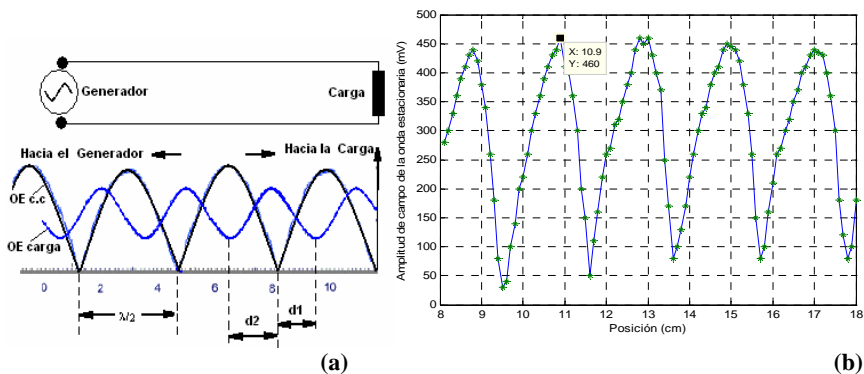 Generador
Carga
Hacia el Generador
Hacia la Carga
OE c.c
OE carga
0 2 4 6 8 10
λ/2
d2
d1
(a)
Amplitud de campo de la onda estacionaria (mV)
500
450
400
350
300
250
200
150
100
50
0
X: 10.9
Y: 460
8 9 10 11 12 13 14 15 16 17 18
Posición (cm)
(b)